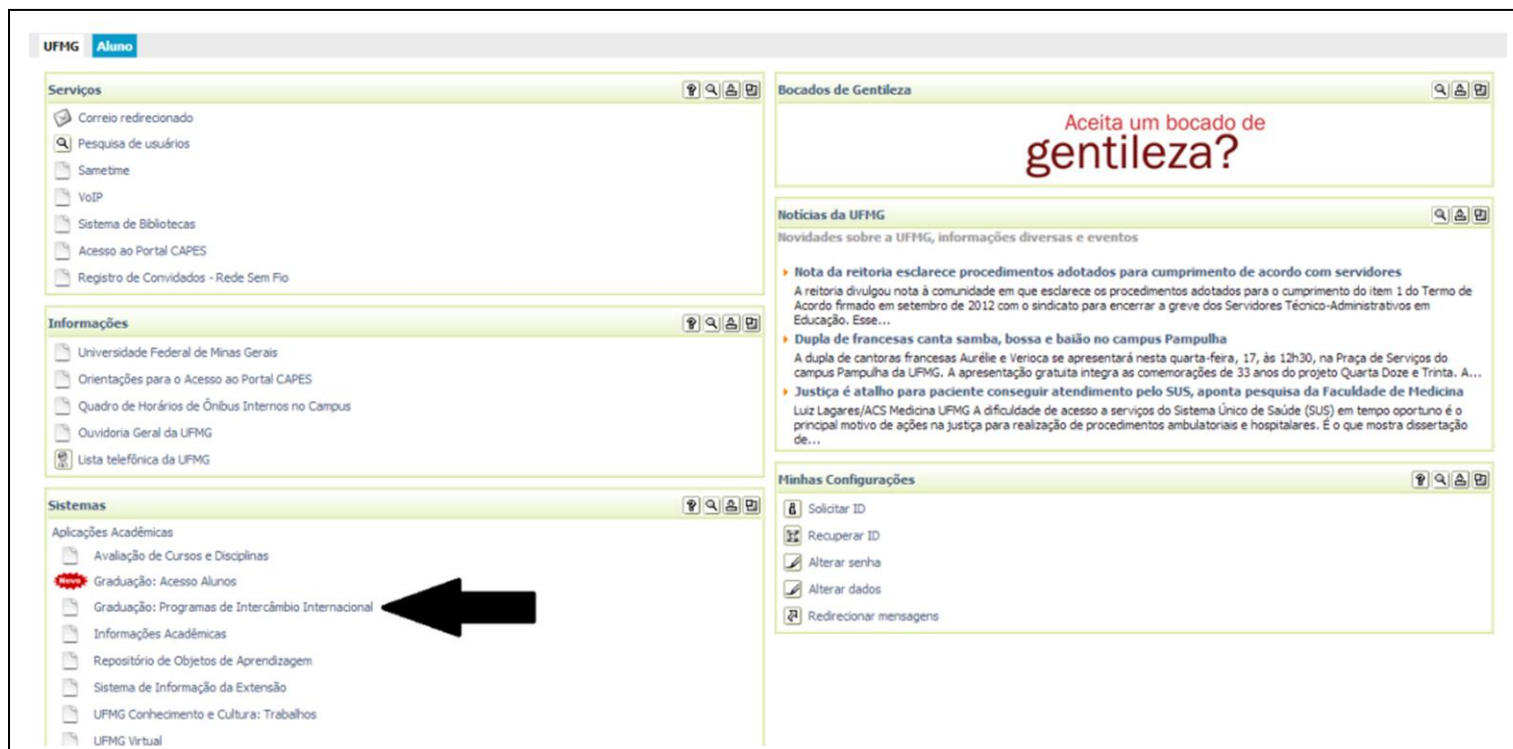 UFMG Aluno
Serviços
Correio redirecionado
Pesquisa de usuários
Sametime
VoIP
Sistema de Bibliotecas
Acesso ao Portal CAPES
Registro de Convidados - Rede Sem Fio
Informações
Universidade Federal de Minas Gerais
Orientações para o Acesso ao Portal CAPES
Quadro de Horários de Ônibus Internos no Campus
Ouvidoria Geral da UFMG
Lista telefônica da UFMG
Sistemas
Aplicações Acadêmicas
Avaliação de Cursos e Disciplinas
Novo Graduação: Acesso Alunos
Graduação: Programas de Intercâmbio Internacional
Informações Acadêmicas
Repositório de Objetos de Aprendizagem
Sistema de Informação da Extensão
UFMG Conhecimento e Cultura: Trabalhos
UFMG Virtual
Bocados de Gentileza
Aceita um bocado de
gentileza?
Notícias da UFMG
Novidades sobre a UFMG, informações diversas e eventos
Nota da reitoria esclarece procedimentos adotados para cumprimento de acordo com servidores
A reitoria divulgou nota à comunidade em que esclarece os procedimentos adotados para o cumprimento do item 1 do Termo de
Acordo firmado em setembro de 2012 com o sindicato para encerrar a greve dos Servidores Técnico-Administrativos em
Educação. Esse...
Dupla de francesas canta samba, bossa e baião no campus Pampulha
A dupla de cantoras francesas Aurélie e Verioca se apresentará nesta quarta-feira, 17, às 12h30, na Praça de Serviços do
campus Pampulha da UFMG. A apresentação gratuita integra as comemorações de 33 anos do projeto Quarta Doze e Trinta. A...
Justiça é atalho para paciente conseguir atendimento pelo SUS, aponta pesquisa da Faculdade de Medicina
Luiz Lagares/ACS Medicina UFMG A dificuldade de acesso a serviços do Sistema Único de Saúde (SUS) em tempo oportuno é o
principal motivo de ações na justiça para realização de procedimentos ambulatoriais e hospitalares. É o que mostra dissertação
de...
Minhas Configurações
Solicitar ID
Recuperar ID
Alterar senha
Alterar dados
Redirecionar mensagens